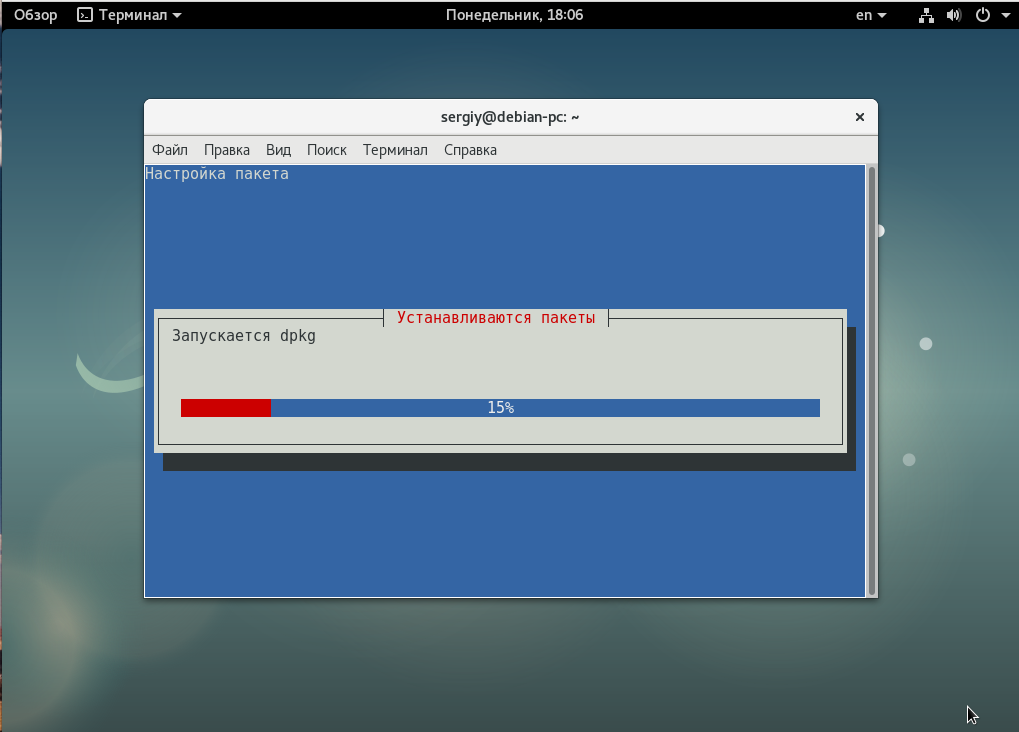 Обзор Терминал Понедельник, 18:06 en
sergiy@debian-pc: ~
Файл Правка Вид Поиск Терминал Справка
Настройка пакета
Устанавливаются пакеты
Запускается dpkg
15%